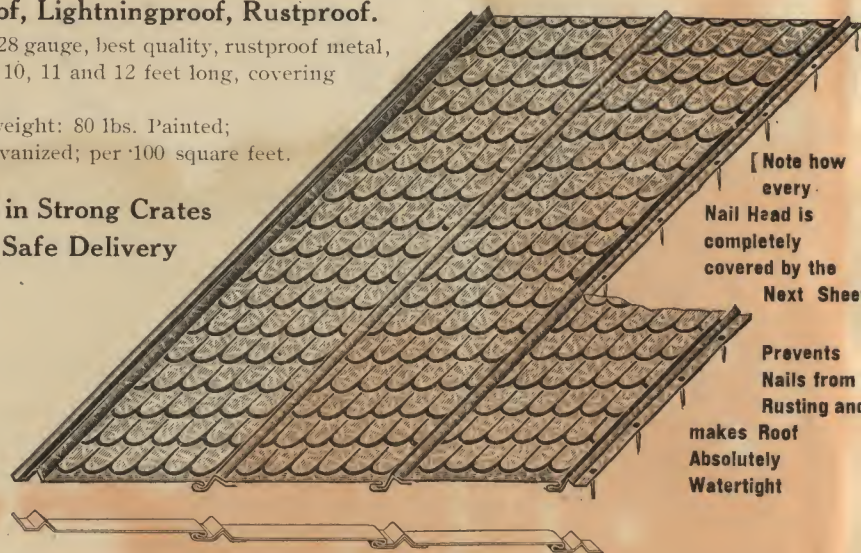 of, Lightningproof, Rustproof.
28 gauge, best quality, rustproof metal,
10, 11 and 12 feet long, covering
weight: 80 lbs. Painted;
vanized; per 100 square feet.
in Strong Crates
Safe Delivery
[Note how
every
Nail Head is
completely
covered by the
Next Shee
Prevents
Nails from
Rusting and
makes Roof
Absolutely
Watertight